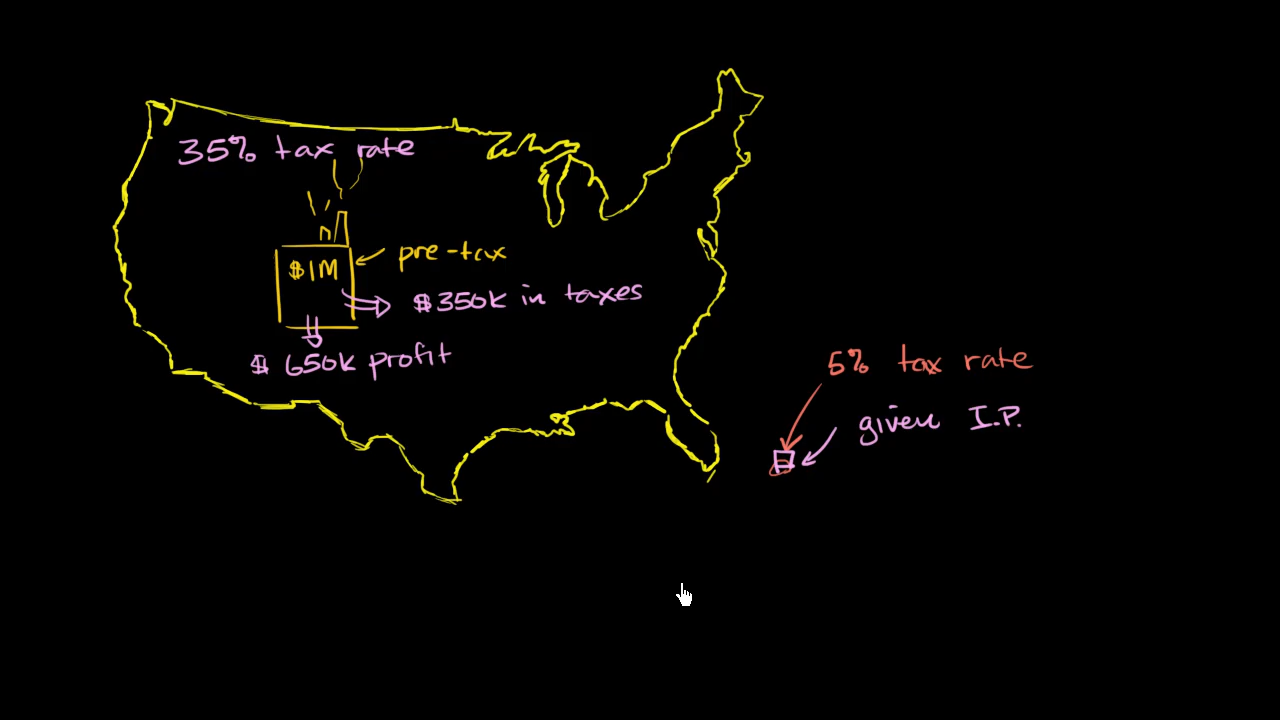 35% tax rate
$1M
pre-tax
$350K in taxes
$ 650K profit
5% tax rate
given I.P.